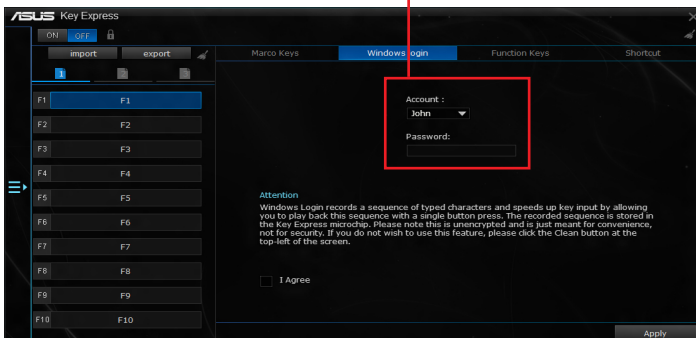 ASUS Key Express
ON OFF
import export
Marco Keys Windows login Function Keys Shortcut
1 2 3
F1 F1
F2 F2
F3 F3
F4 F4
F5 F5
F6 F6
F7 F7
F8 F8
F9 F9
F10 F10
Account :
John
Password:
Attention
Windows Login records a sequence of typed characters and speeds up key input by allowing
you to play back this sequence with a single button press. The recorded sequence is stored in
the Key Express microchip. Please note this is unencrypted and is just meant for convenience,
not for security. If you do not wish to use this feature, please click the Clean button at the
top-left of the screen.
I Agree
Apply